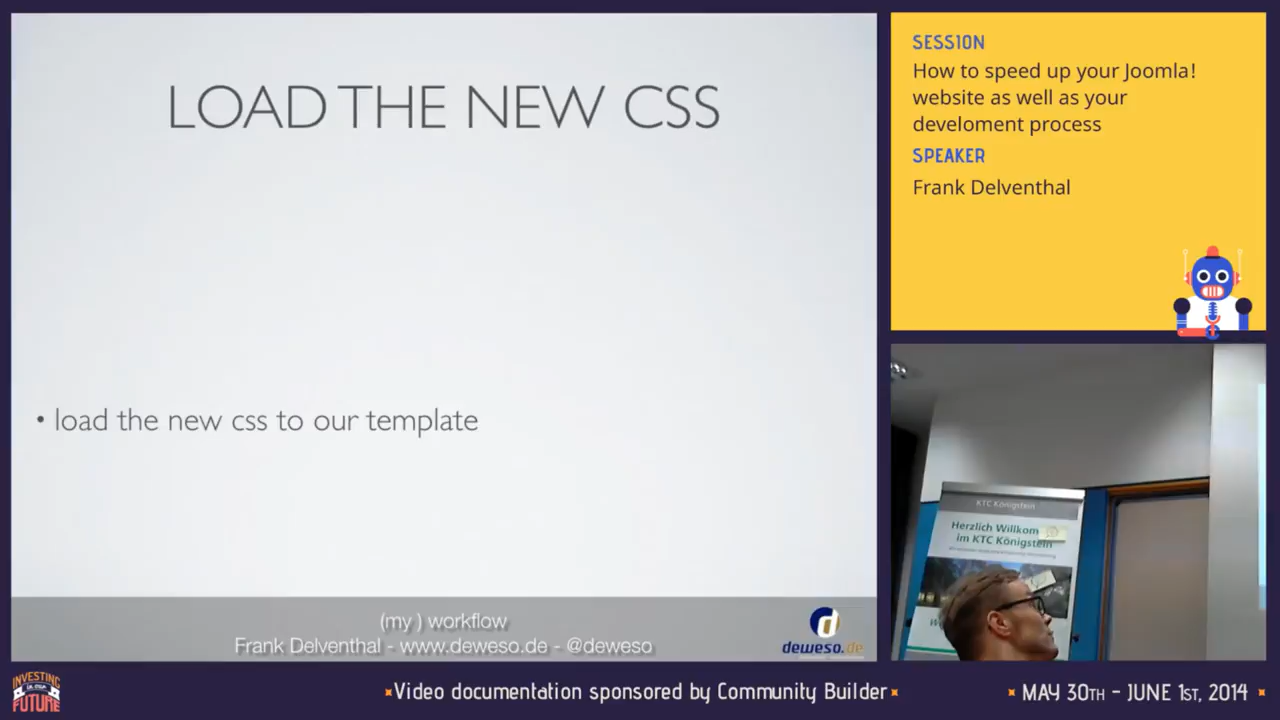 LOAD THE NEW CSS
• load the new css to our template
(my ) workflow
Frank Delventhal - www.deweso.de - @deweso
deweso.de
SESSION
How to speed up your Joomla!
website as well as your
develoment process
SPEAKER
Frank Delventhal
KTC Königstein
Herzlich Willkom
im KTC Königstein
INVESTING
IN OUR
FUTURE
Video documentation sponsored by Community Builder
MAY 30TH - JUNE 1ST, 2014